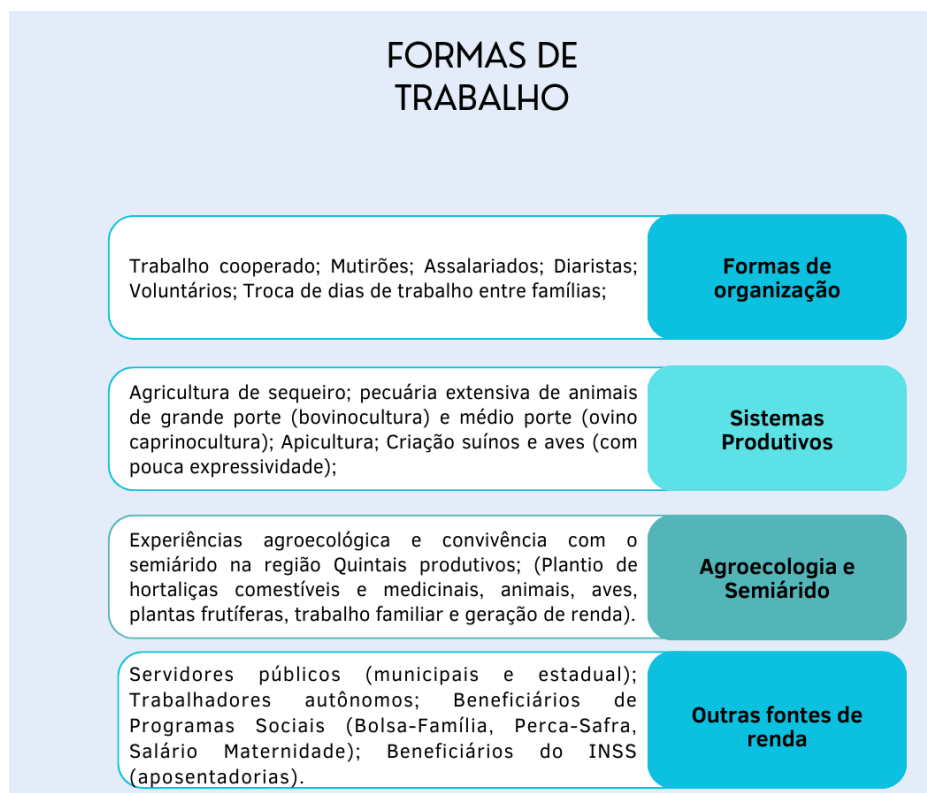 FORMAS DE
TRABALHO
Trabalho cooperado; Mutirões; Assalariados; Diaristas;
Voluntários; Troca de dias de trabalho entre famílias;
Formas de
organização
Agricultura de sequeiro; pecuária extensiva de animais
de grande porte (bovinocultura) e médio porte (ovino
caprinocultura); Apicultura; Criação suínos e aves (com
pouca expressividade);
Sistemas
Produtivos
Experiências agroecológica e convivência com o
semiárido na região Quintais produtivos; (Plantio de
hortaliças comestíveis e medicinais, animais, aves,
plantas frutíferas, trabalho familiar e geração de renda).
Agroecologia e
Semiárido
Servidores públicos (municipais e estadual);
Trabalhadores autônomos; Beneficiários de
Programas Sociais (Bolsa-Família, Perca-Safra,
Salário Maternidade); Beneficiários do INSS
(aposentadorias).
Outras fontes de
renda